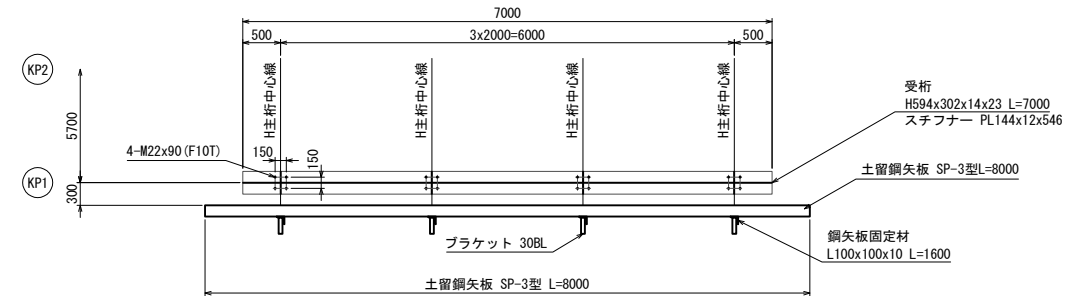 7000
500
3x2000=6000
500
KP2
H主桁中心線
H主桁中心線
H主桁中心線
H主桁中心線
受桁
H594x302x14x23 L=7000
スチフナー PL144x12x546
5700
4-M22x90(F10T)
150
150
土留鋼矢板 SP-3型L=8000
KP1
300
ブラケット 30BL
鋼矢板固定材
L100x100x10 L=1600
土留鋼矢板 SP-3型 L=8000